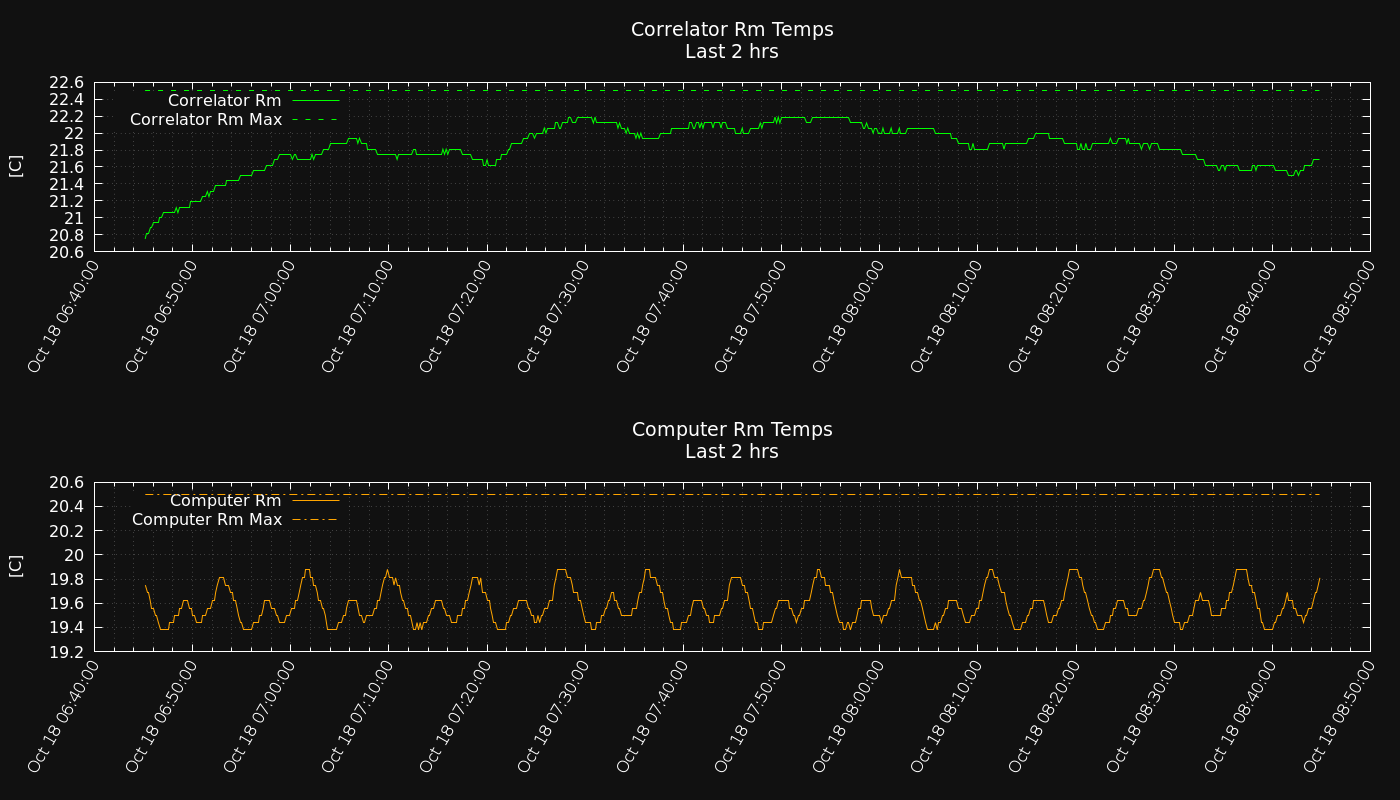 Correlator Rm Temps
Last 2 hrs
22.6
22.4
22.2
22
21.8
21.6
21.4
21.2
21
20.8
20.6
[C]
Correlator Rm
Correlator Rm Max
Oct 18 06:40:00
Oct 18 06:50:00
Oct 18 07:00:00
Oct 18 07:10:00
Oct 18 07:20:00
Oct 18 07:30:00
Oct 18 07:40:00
Oct 18 07:50:00
Oct 18 08:00:00
Oct 18 08:10:00
Oct 18 08:20:00
Oct 18 08:30:00
Oct 18 08:40:00
Oct 18 08:50:00
Computer Rm Temps
Last 2 hrs
20.6
20.4
20.2
20
19.8
19.6
19.4
19.2
[C]
Computer Rm
Computer Rm Max
Oct 18 06:40:00
Oct 18 06:50:00
Oct 18 07:00:00
Oct 18 07:10:00
Oct 18 07:20:00
Oct 18 07:30:00
Oct 18 07:40:00
Oct 18 07:50:00
Oct 18 08:00:00
Oct 18 08:10:00
Oct 18 08:20:00
Oct 18 08:30:00
Oct 18 08:40:00
Oct 18 08:50:00